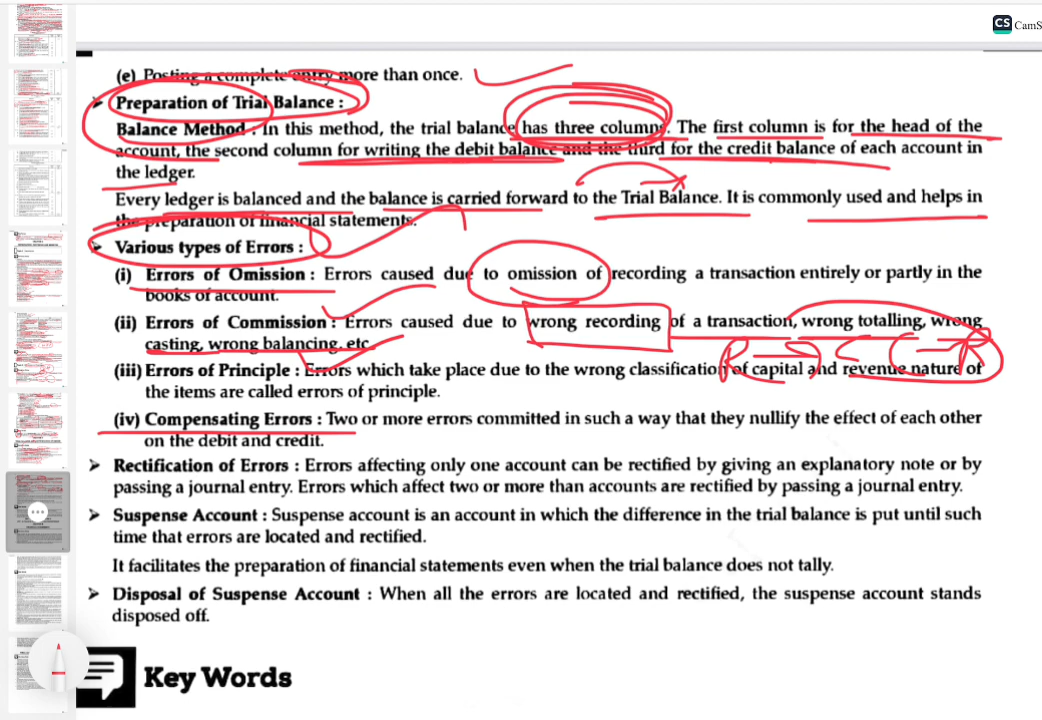 CS CamS
(e) Posting a complete entry more than once.
➤ Preparation of Trial Balance :
Balance Method : In this method, the trial balance has three columns. The first column is for the head of the
account, the second column for writing the debit balance and the third for the credit balance of each account in
the ledger.
Every ledger is balanced and the balance is carried forward to the Trial Balance. It is commonly used and helps in
the preparation of financial statements.
➤ Various types of Errors :
(i) Errors of Omission : Errors caused due to omission of recording a transaction entirely or partly in the
books of account.
(ii) Errors of Commission : Errors caused due to wrong recording of a transaction, wrong totalling, wrong
casting, wrong balancing, etc.
R → C C → R
(iii) Errors of Principle : Errors which take place due to the wrong classification of capital and revenue nature of
the items are called errors of principle.
(iv) Compensating Errors : Two or more errors committed in such a way that they nullify the effect of each other
on the debit and credit.
➤ Rectification of Errors : Errors affecting only one account can be rectified by giving an explanatory note or by
passing a journal entry. Errors which affect two or more than accounts are rectified by passing a journal entry.
➤ Suspense Account : Suspense account is an account in which the difference in the trial balance is put until such
time that errors are located and rectified.
It facilitates the preparation of financial statements even when the trial balance does not tally.
➤ Disposal of Suspense Account : When all the errors are located and rectified, the suspense account stands
disposed off.
Key Words